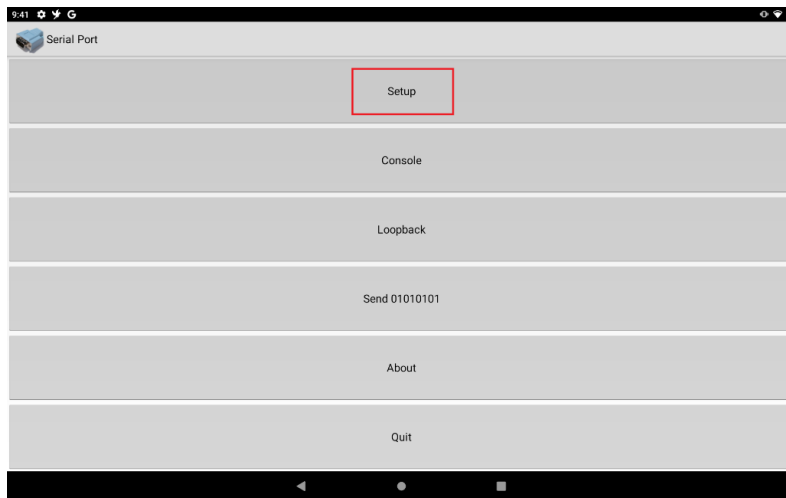 9:41 G
Serial Port
Setup
Console
Loopback
Send 01010101
About
Quit